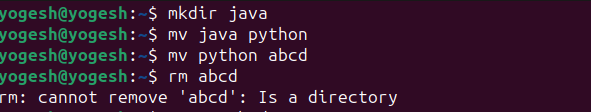 yogesh@yogesh:~$ mkdir java
yogesh@yogesh:~$ mv java python
yogesh@yogesh:~$ mv python abcd
yogesh@yogesh:~$ rm abcd
rm: cannot remove 'abcd': Is a directory